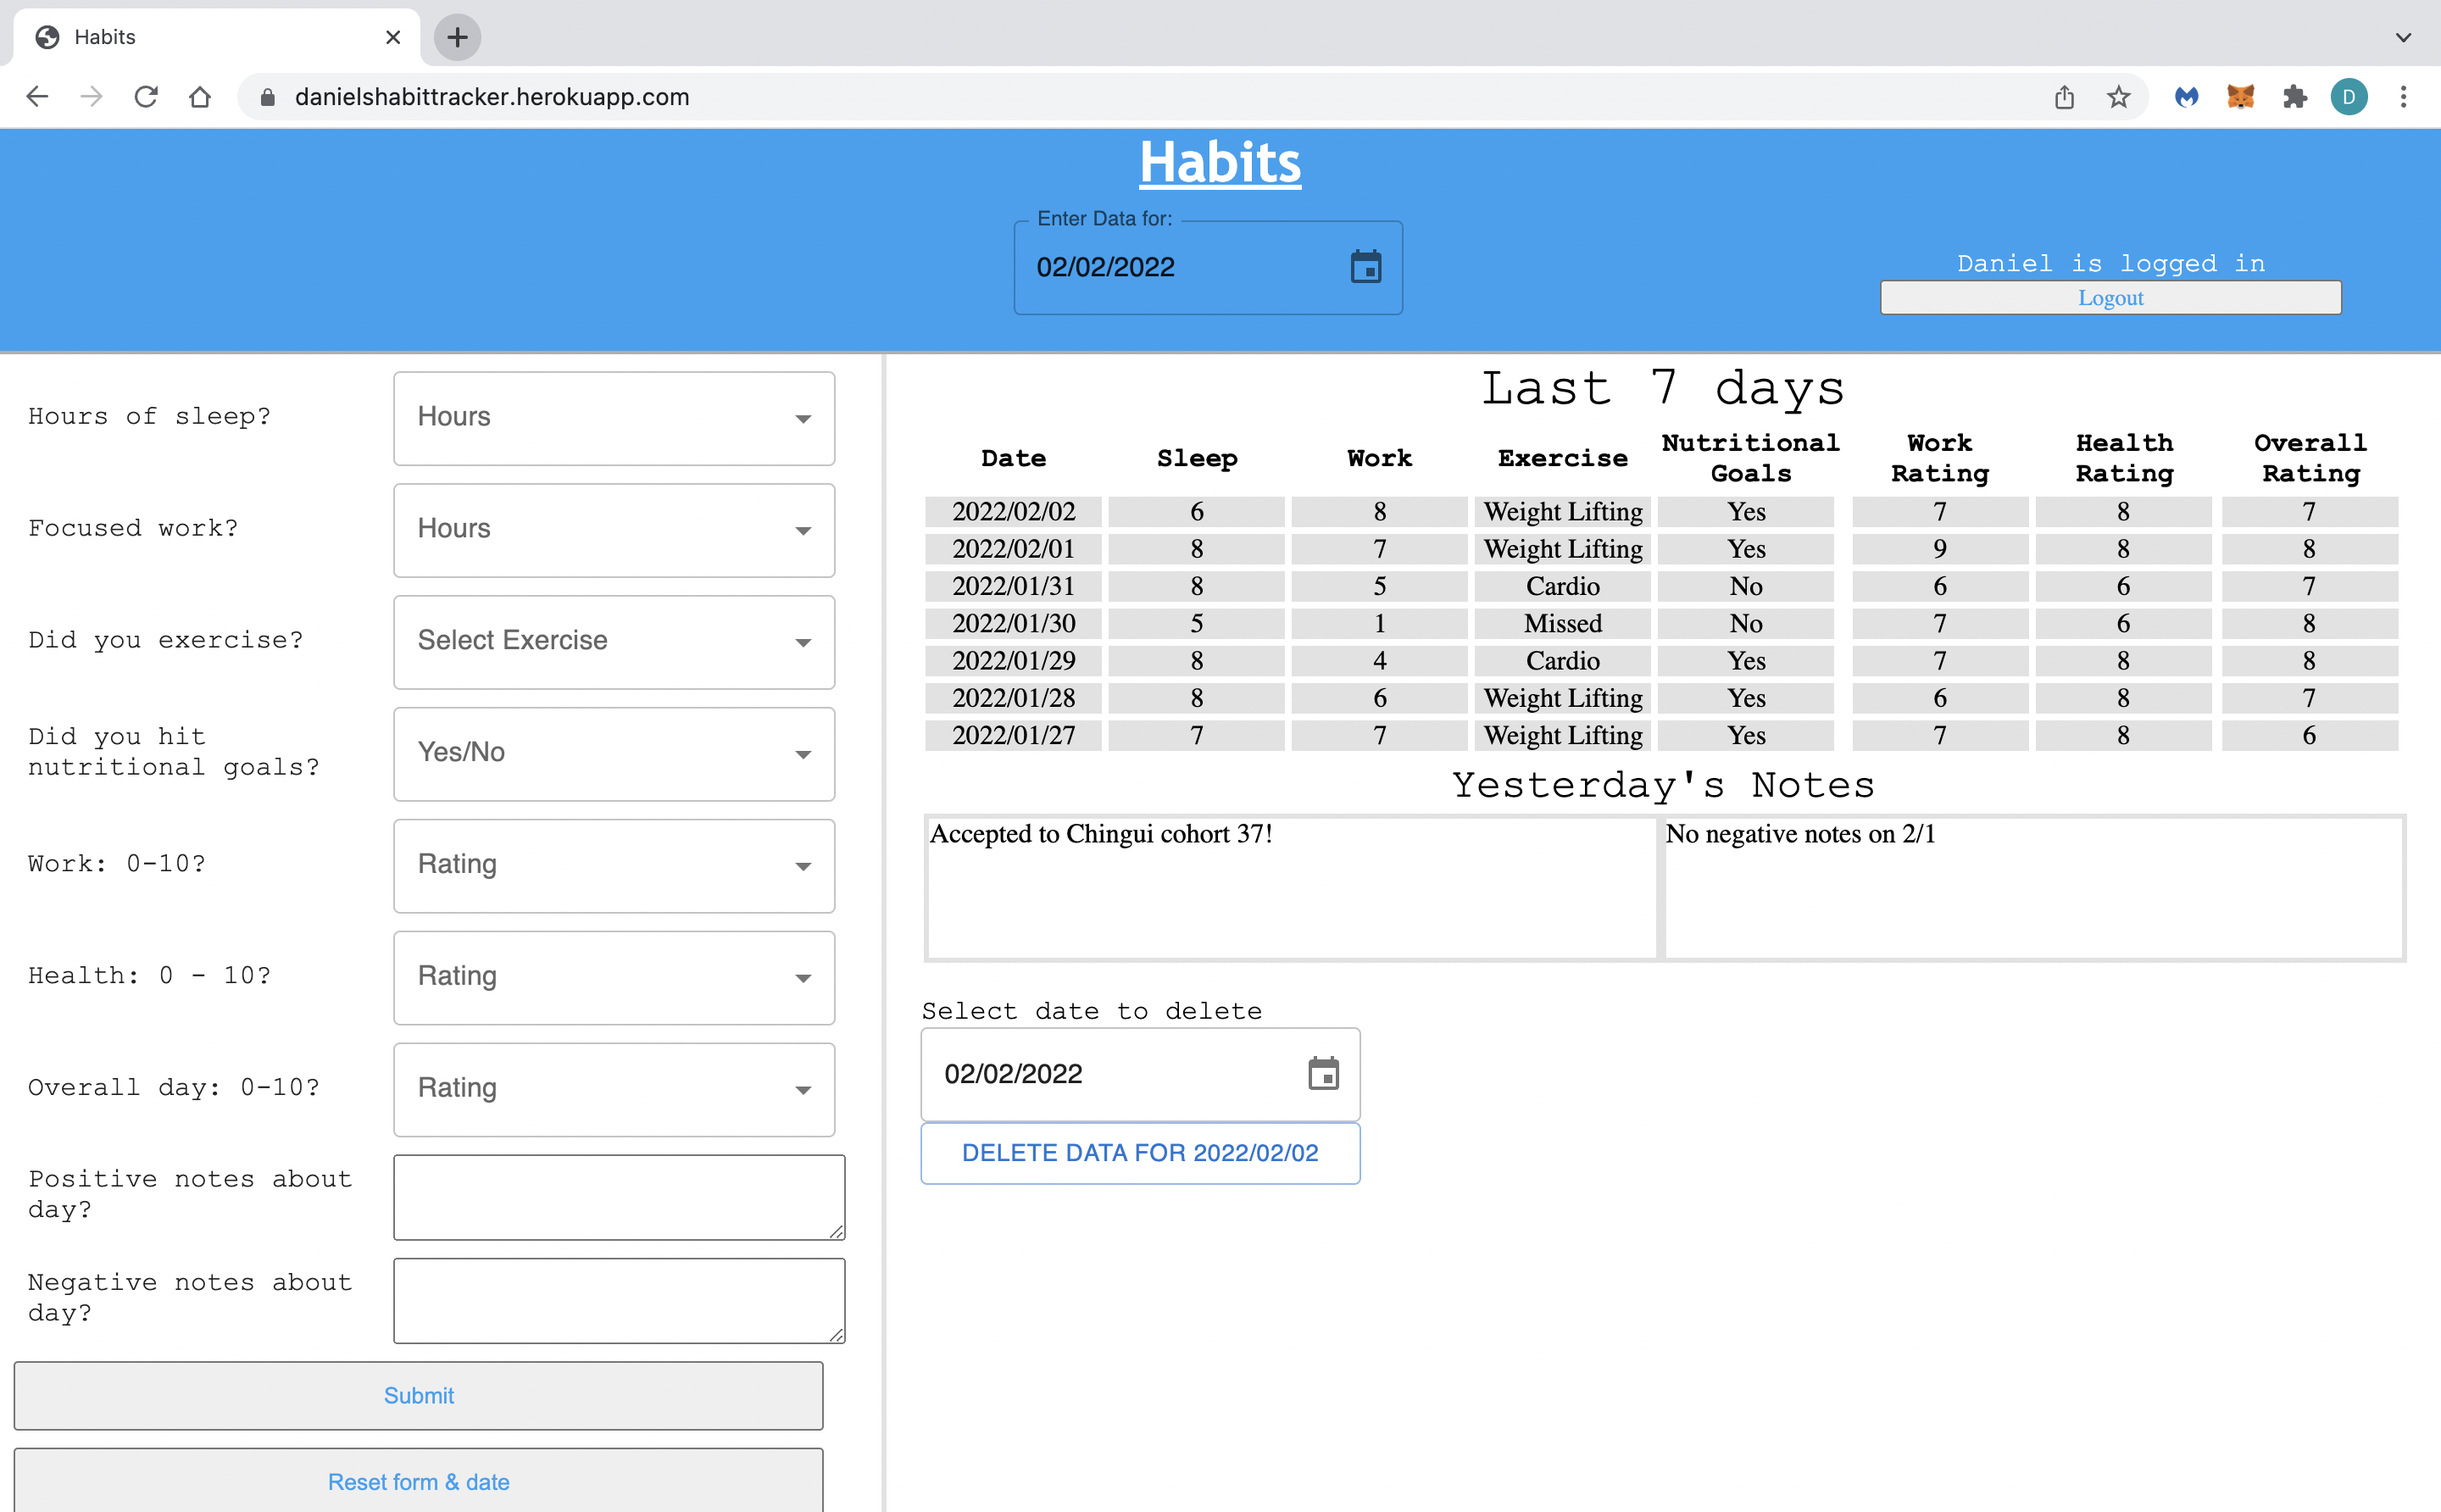 Habits
danielshabittracker.herokuapp.com
D
Habits
Enter Data for:
02/02/2022
Daniel is logged in
Logout
Hours of sleep?
Hours
Focused work?
Hours
Did you exercise?
Select Exercise
Did you hit
nutritional goals?
Yes/No
Work: 0-10?
Rating
Health: 0 - 10?
Rating
Overall day: 0-10?
Rating
Positive notes about
day?
Negative notes about
day?
Submit
Reset form & date
Last 7 days
Date Sleep Work Exercise Nutritional Goals Work Rating Health Rating Overall Rating
2022/02/02 6 8 Weight Lifting Yes 7 8 7
2022/02/01 8 7 Weight Lifting Yes 9 8 8
2022/01/31 8 5 Cardio No 6 6 7
2022/01/30 5 1 Missed No 7 6 8
2022/01/29 8 4 Cardio Yes 7 8 8
2022/01/28 8 6 Weight Lifting Yes 6 8 7
2022/01/27 7 7 Weight Lifting Yes 7 8 6
Yesterday's Notes
Accepted to Chingui cohort 37!
No negative notes on 2/1
Select date to delete
02/02/2022
DELETE DATA FOR 2022/02/02